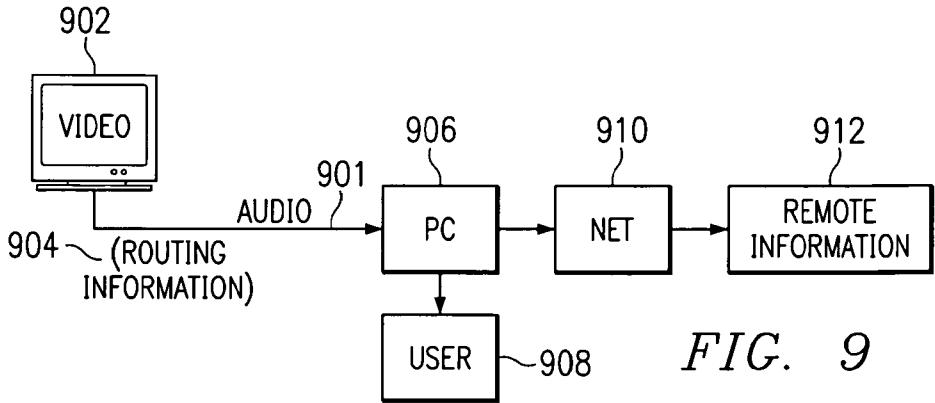 902
VIDEO
906
910
912
901
AUDIO
PC
NET
REMOTE
INFORMATION
904
(ROUTING
INFORMATION)
USER
908
FIG. 9